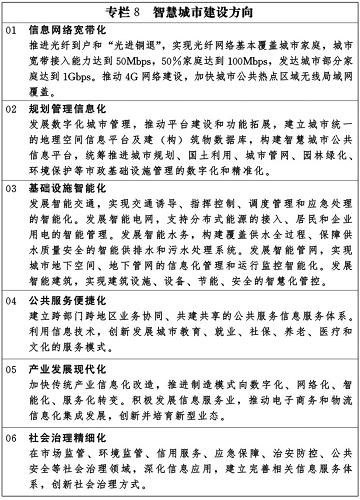 专栏 8 智慧城市建设方向
01 信息网络宽带化
推进光纤到户和“光进铜退”，实现光纤网络基本覆盖城市家庭，城市
宽带接入能力达到 50Mbps，50％家庭达到 100Mbps，发达城市部分家
庭达到 1Gbps。推动 4G 网络建设，加快城市公共热点区域无线局域网
覆盖。
02 规划管理信息化
发展数字化城市管理，推动平台建设和功能拓展，建立城市统一
的地理空间信息平台及建（构）筑物数据库，构建智慧城市公共
信息平台，统筹推进城市规划、国土利用、城市管网、园林绿化、
环境保护等市政基础设施管理的数字化和精准化。
03 基础设施智能化
发展智能交通，实现交通诱导、指挥控制、调度管理和应急处理
的智能化。发展智能电网，支持分布式能源的接入、居民和企业
用电的智能管理。发展智能水务，构建覆盖供水全过程、保障供
水质量安全的智能供排水和污水处理系统。发展智能管网，实现
城市地下空间、地下管网的信息化管理和运行监控智能化。发展
智能建筑，实现建筑设施、设备、节能、安全的智慧化管控。
04 公共服务便捷化
建立跨部门跨地区业务协同、共建共享的公共服务信息服务体系。
利用信息技术，创新发展城市教育、就业、社保、养老、医疗和
文化的服务模式。
05 产业发展现代化
加快传统产业信息化改造，推进制造模式向数字化、网络化、智
能化、服务化转变。积极发展信息服务业，推动电子商务和物流
信息化集成发展，创新并培育新型业态。
06 社会治理精细化
在市场监管、环境监管、信用服务、应急保障、治安防控、公共
安全等社会治理领域，深化信息应用，建立完善相关信息服务体
系，创新社会治理方式。